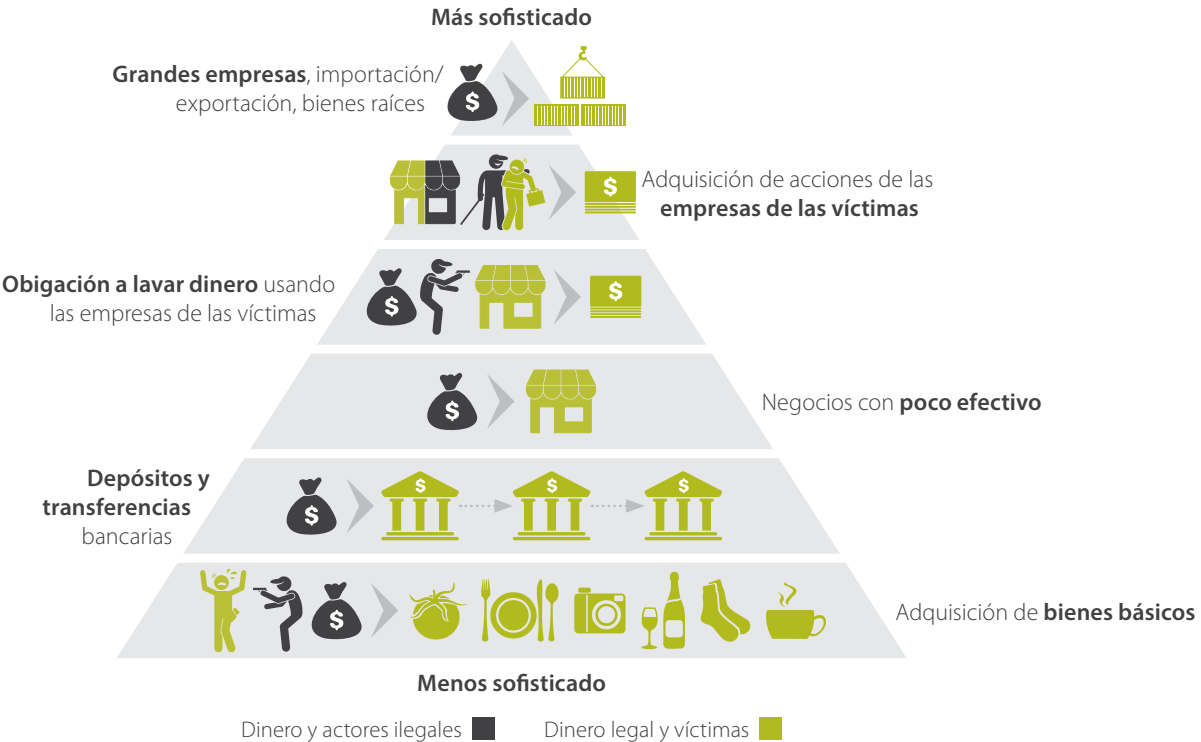 Más sofisticado
Grandes empresas, importación/
exportación, bienes raíces
$
$
Adquisición de acciones de las
empresas de las víctimas
Obigación a lavar dinero usando
las empresas de las víctimas
$
$
$
Negocios con poco efectivo
Depósitos y
transferencias
bancarias
$
$
$
$
$
Adquisición de bienes básicos
Menos sofisticado
Dinero y actores ilegales
Dinero legal y víctimas